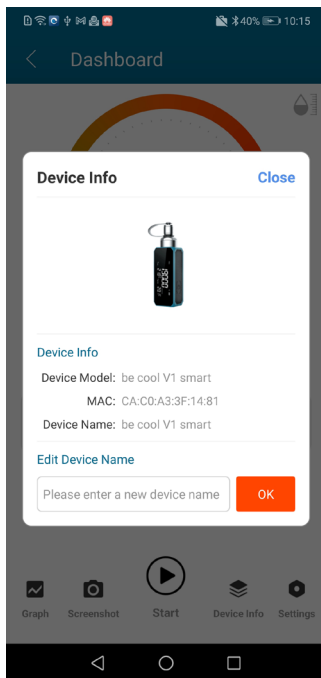 40% 10:15
Dashboard
Device Info
Close
Device Info
Device Model: be cool V1 smart
MAC: CA:C0:A3:3F:14:81
Device Name: be cool V1 smart
Edit Device Name
Please enter a new device name
OK
Graph
Screenshot
Start
Device Info
Settings